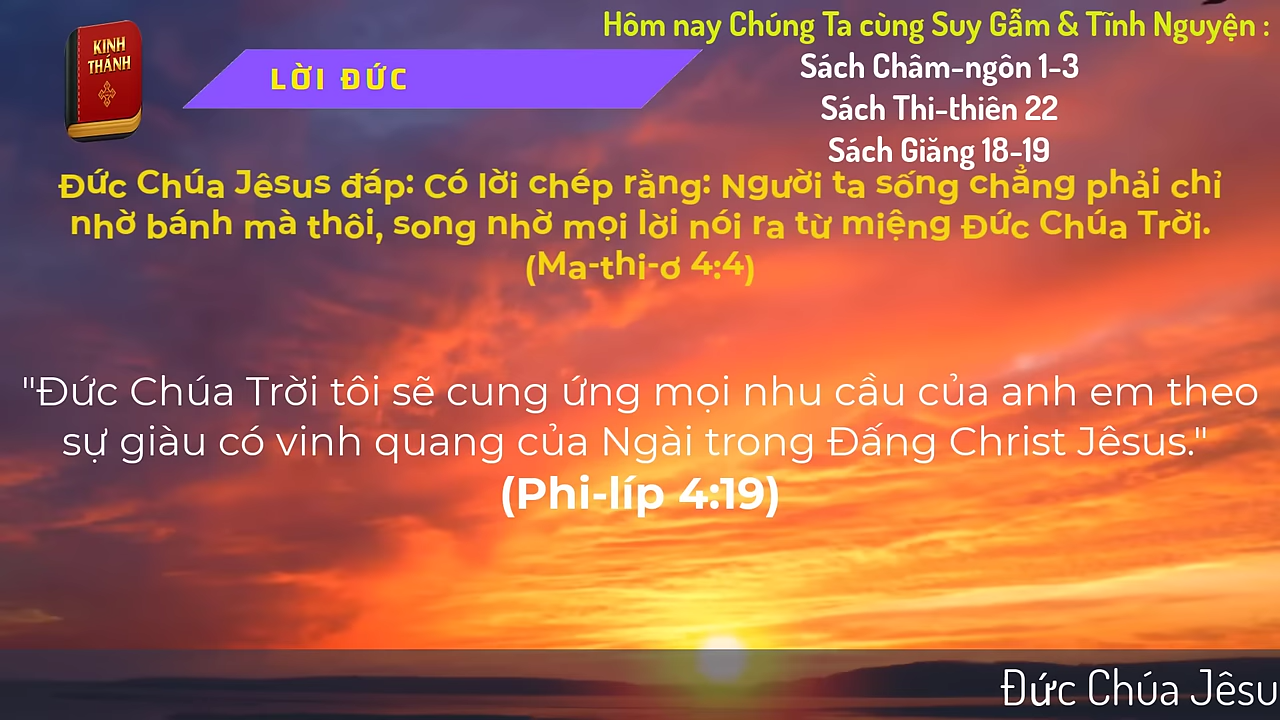 KINH
THÁNH
LỜI ĐỨC
Hôm nay Chúng Ta cùng Suy Gẫm & Tĩnh Nguyện :
Sách Châm-ngôn 1-3
Sách Thi-thiên 22
Sách Giăng 18-19
Đức Chúa Jêsus đáp: Có lời chép rằng: Người ta sống chẳng phải chỉ
nhờ bánh mà thôi, song nhờ mọi lời nói ra từ miệng Đức Chúa Trời.
(Ma-thi-ơ 4:4)
"Đức Chúa Trời tôi sẽ cung ứng mọi nhu cầu của anh em theo
sự giàu có vinh quang của Ngài trong Đấng Christ Jêsus."
(Phi-líp 4:19)
Đức Chúa Jêsu